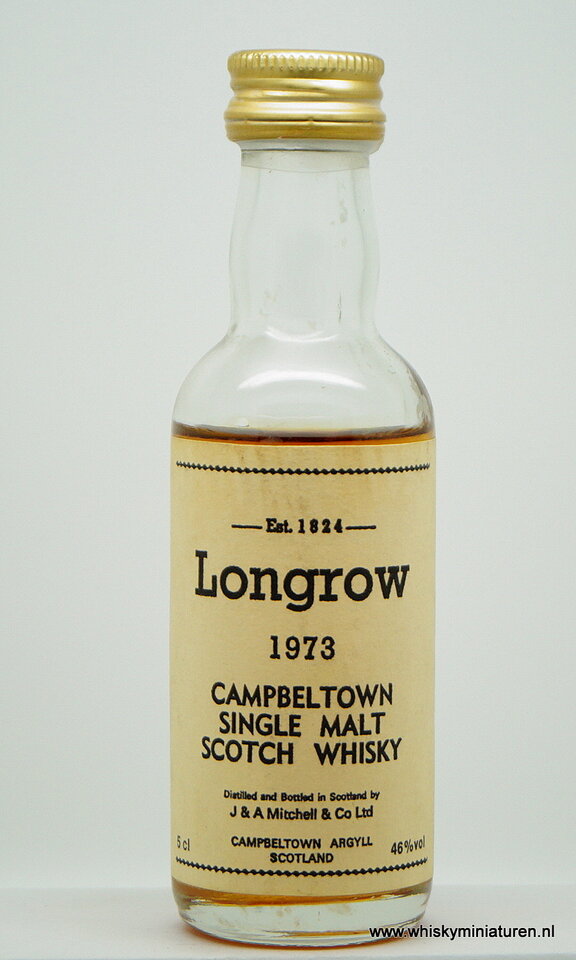 Est. 1824
Longrow
1973
CAMPBELTOWN
SINGLE MALT
SCOTCH WHISKY
Distilled and Bottled in Scotland by
J & A Mitchell & Co Ltd
5 cl
CAMPBELTOWN ARGYLL
SCOTLAND
46%vol
www.whiskyminiaturen.nl